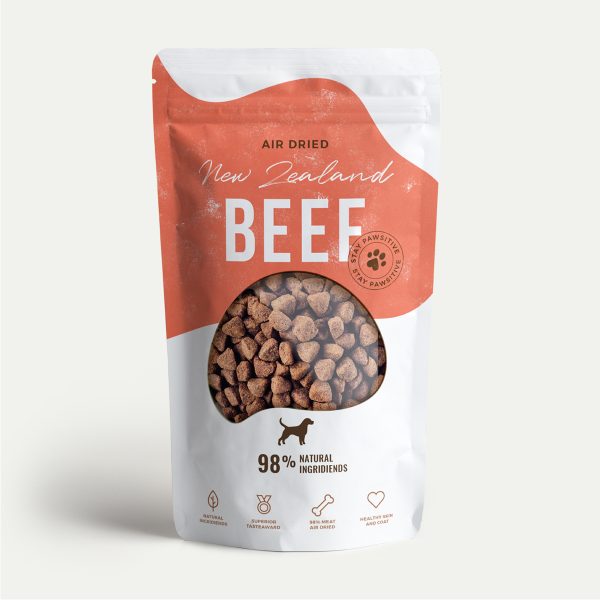 AIR DRIED
New Zealand
BEEF
STAY PAWSITIVE
STAY PAWSITIVE
98% NATURAL
INGRIDIENDS
NATURAL
INGRIDIENDS
SUPERIOR
TASTEAWARD
98% MEAT
AIR DRIED
HEALTHY SKIN
AND COAT